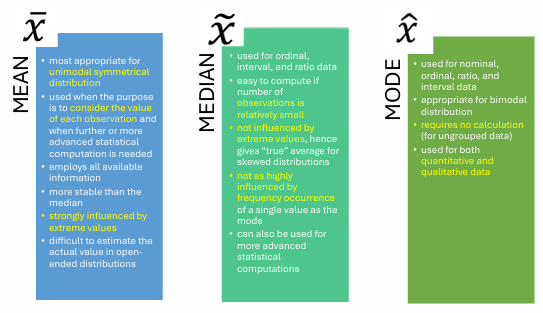 x̄
MEAN
• most appropriate for
unimodal symmetrical
distribution
• used when the purpose
is to consider the value
of each observation and
when further or more
advanced statistical
computation is needed
• employs all available
information
• more stable than the
median
• strongly influenced by
extreme values
• difficult to estimate the
actual value in open-
ended distributions
x̃
MEDIAN
• used for ordinal,
interval, and ratio data
• easy to compute if
number of
observations is
relatively small
• not influenced by
extreme values, hence
gives "true" average for
skewed distributions
• not as highly
influenced by
frequency occurrence
of a single value as the
mode
• can also be used for
more advanced
statistical
computations
x̂
MODE
• used for nominal,
ordinal, ratio, and
interval data
• appropriate for bimodal
distribution
• requires no calculation
(for ungrouped data)
• used for both
quantitative and
qualitative data